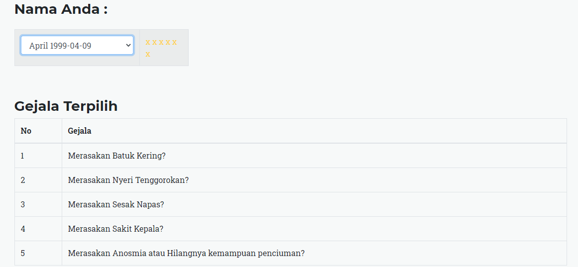 Nama Anda :
April 1999-04-09
x x x x x
x
Gejala Terpilih
No Gejala
1 Merasakan Batuk Kering?
2 Merasakan Nyeri Tenggorokan?
3 Merasakan Sesak Napas?
4 Merasakan Sakit Kepala?
5 Merasakan Anosmia atau Hilangnya kemampuan penciuman?